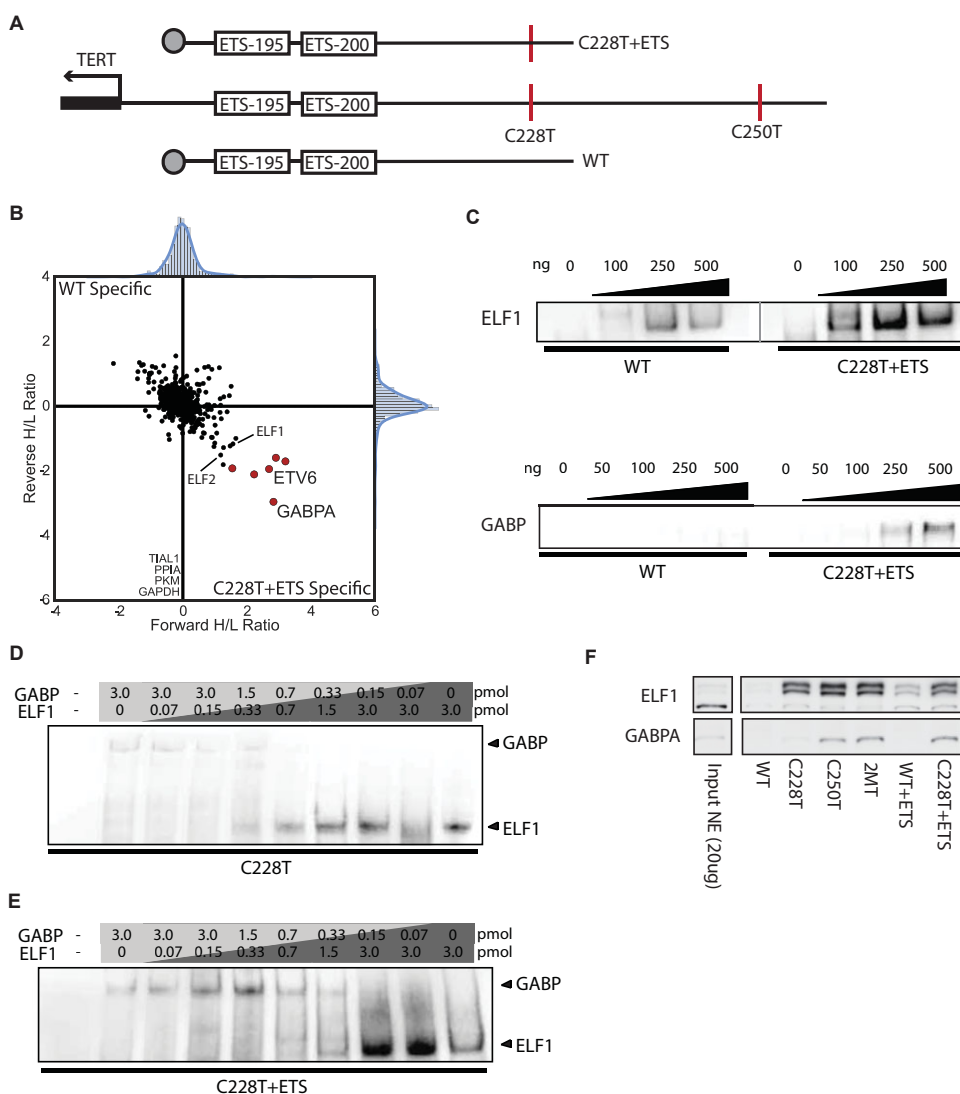 A
ETS-195 ETS-200 C228T+ETS
TERT
ETS-195 ETS-200
C228T C250T
ETS-195 ETS-200 WT
B
4
WT Specific
2
0
-2
-4
-6
Reverse H/L Ratio
ELF1
ELF2
ETV6
GABPA
TIAL1
PPIA
PKM
GAPDH
C228T+ETS Specific
-4 -2 0 2 4 6
Forward H/L Ratio
C
ng 0 100 250 500 0 100 250 500
ELF1
WT C228T+ETS
ng 0 50 100 250 500 0 50 100 250 500
GABP
WT C228T+ETS
D
GABP - 3.0 3.0 3.0 1.5 0.7 0.33 0.15 0.07 0 pmol
ELF1 - 0 0.07 0.15 0.33 0.7 1.5 3.0 3.0 3.0 pmol
GABP
ELF1
C228T
E
GABP - 3.0 3.0 3.0 1.5 0.7 0.33 0.15 0.07 0 pmol
ELF1 - 0 0.07 0.15 0.33 0.7 1.5 3.0 3.0 3.0 pmol
GABP
ELF1
C228T+ETS
F
ELF1
GABPA
Input NE (20ug)
WT
C228T
C250T
2MT
WT+ETS
C228T+ETS